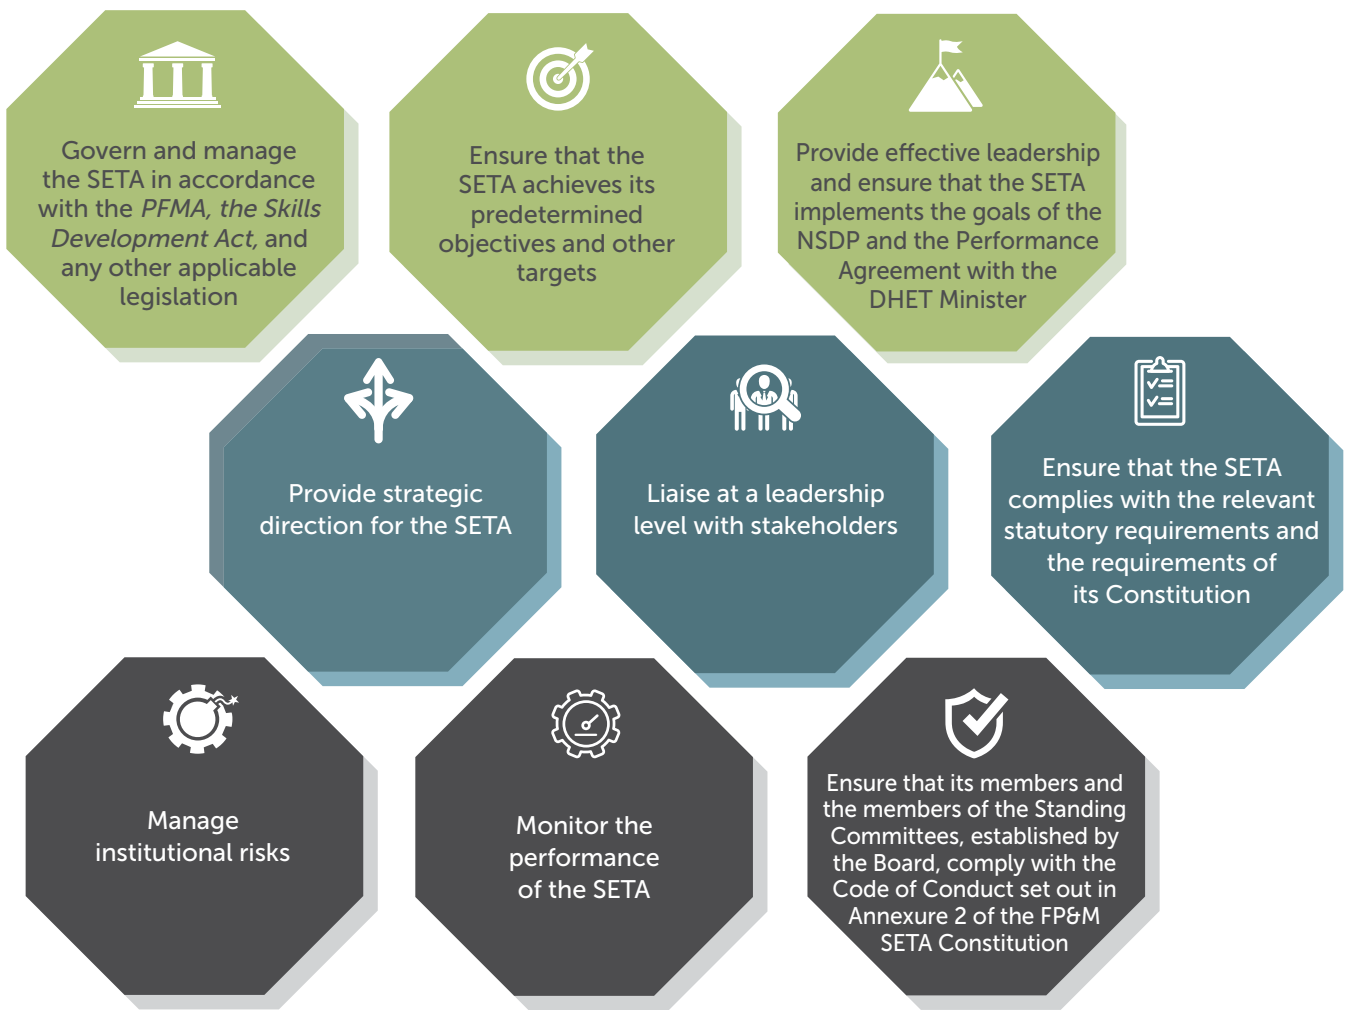 Govern and manage
the SETA in accordance
with the PFMA, the Skills
Development Act, and
any other applicable
legislation
Ensure that the
SETA achieves its
predetermined
objectives and other
targets
Provide effective leadership
and ensure that the SETA
implements the goals of the
NSDP and the Performance
Agreement with the
DHET Minister
Provide strategic
direction for the SETA
Liaise at a leadership
level with stakeholders
Ensure that the SETA
complies with the relevant
statutory requirements and
the requirements of
its Constitution
Manage
institutional risks
Monitor the
performance
of the SETA
Ensure that its members and
the members of the Standing
Committees, established by
the Board, comply with the
Code of Conduct set out in
Annexure 2 of the FP&M
SETA Constitution